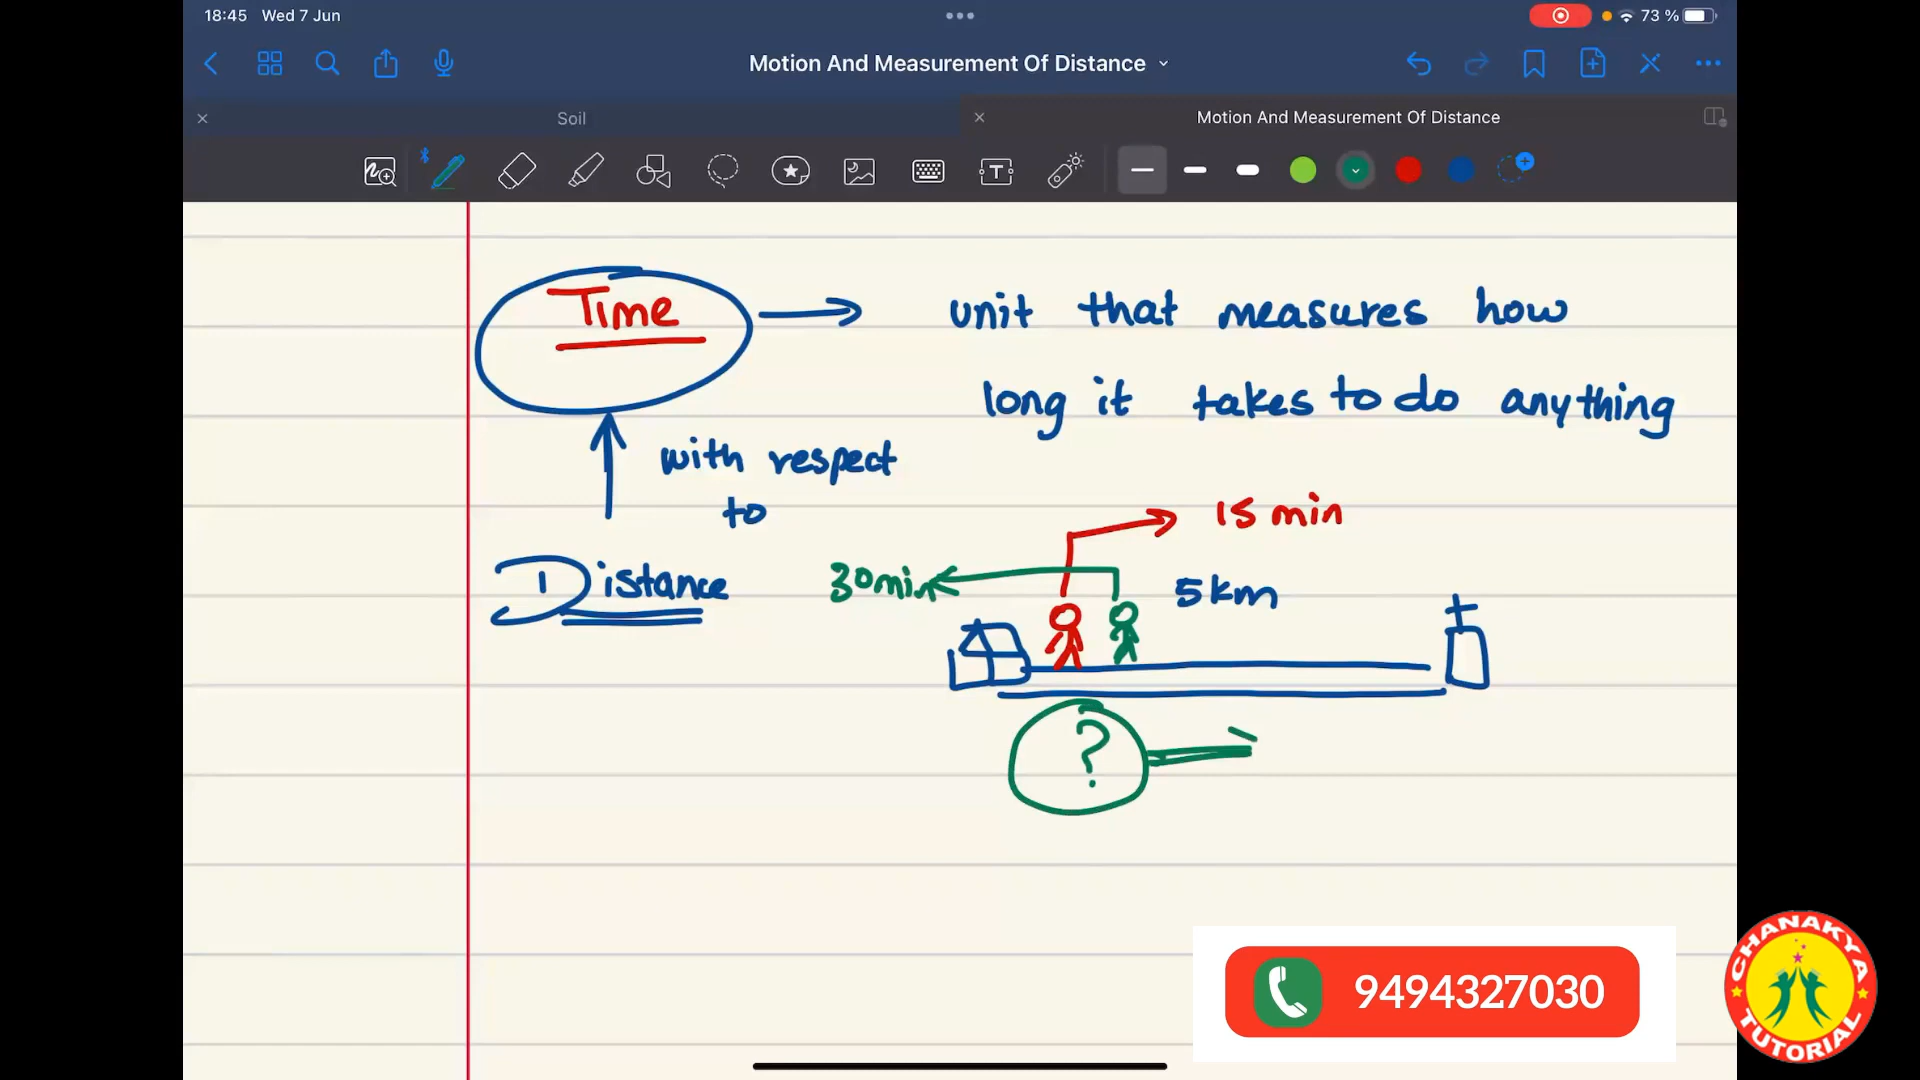 18:45 Wed 7 Jun
73 %
Motion And Measurement Of Distance
Soil
Motion And Measurement Of Distance
T
Time
unit that measures how
long it takes to do anything
with respect
to
15 min
Distance
30min
5km
?
9494327030
CHANAKYA
TUTORIAL